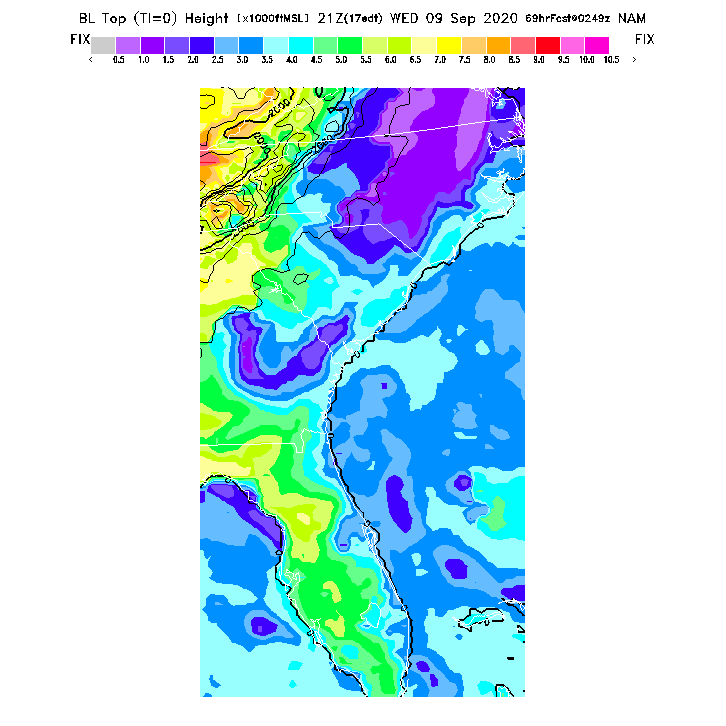 BL Top (TI=0) Height [x1000ftMSL] 21Z(17edt) WED 09 Sep 2020 69hrFcst@0249z NAM
FIX FIX
< 0.5 1.0 1.5 2.0 2.5 3.0 3.5 4.0 4.5 5.0 5.5 6.0 6.5 7.0 7.5 8.0 8.5 9.0 9.5 10.0 10.5 >
2000